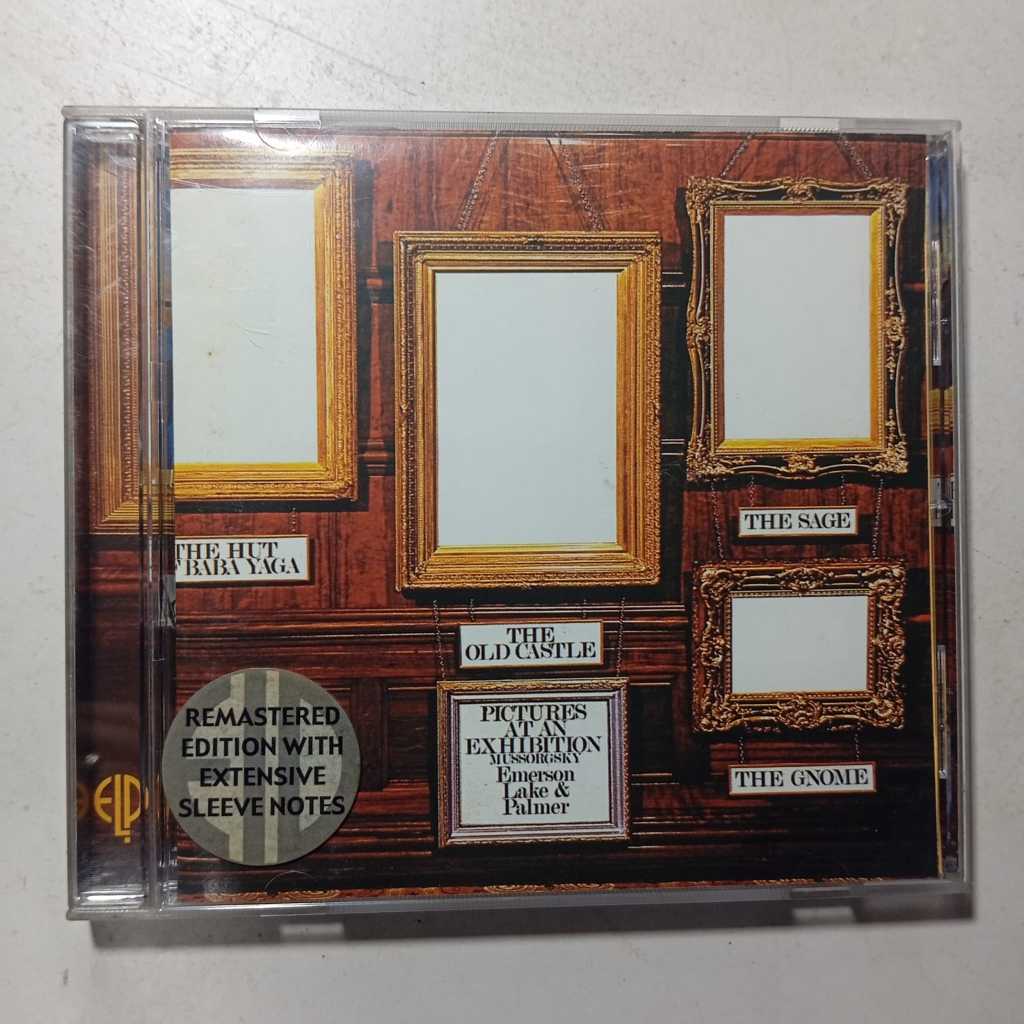 THE HUT
OF BABA YAGA
THE
OLD CASTLE
THE SAGE
THE GNOME
PICTURES
AT AN
EXHIBITION
MUSSORGSKY
Emerson
Lake &
Palmer
REMASTERED
EDITION WITH
EXTENSIVE
SLEEVE NOTES
ELP